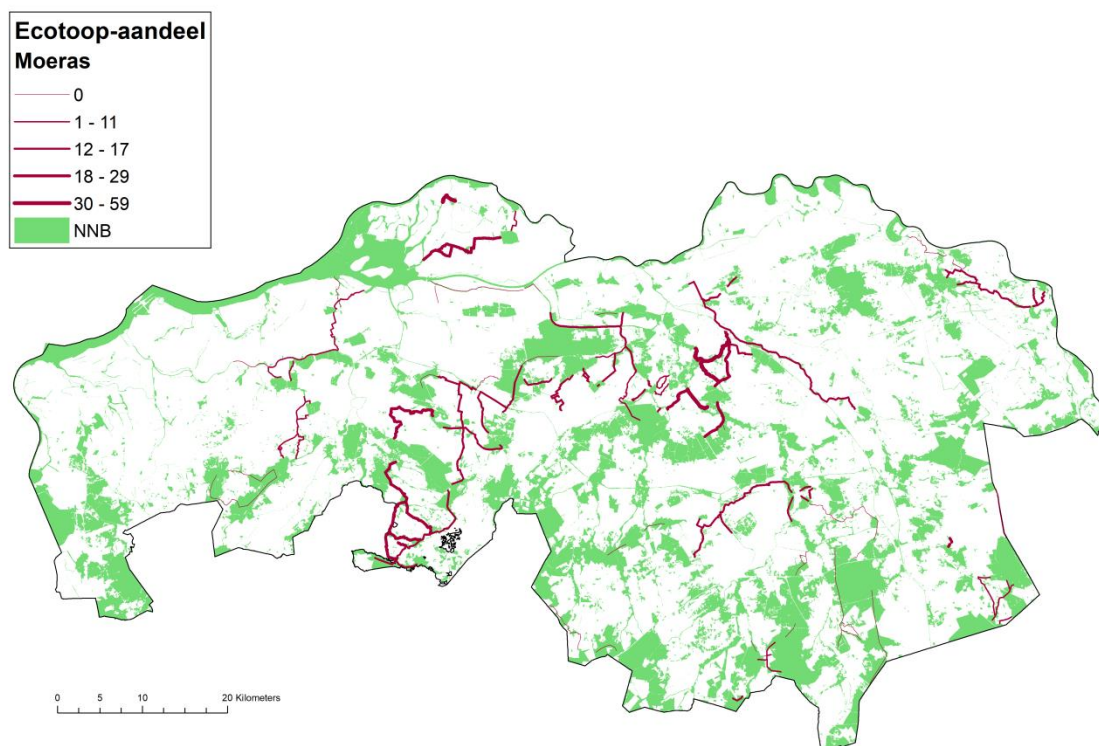 Ecotoop-aandeel
Moeras
0
1 - 11
12 - 17
18 - 29
30 - 59
NNB
0 5 10 20 Kilometers